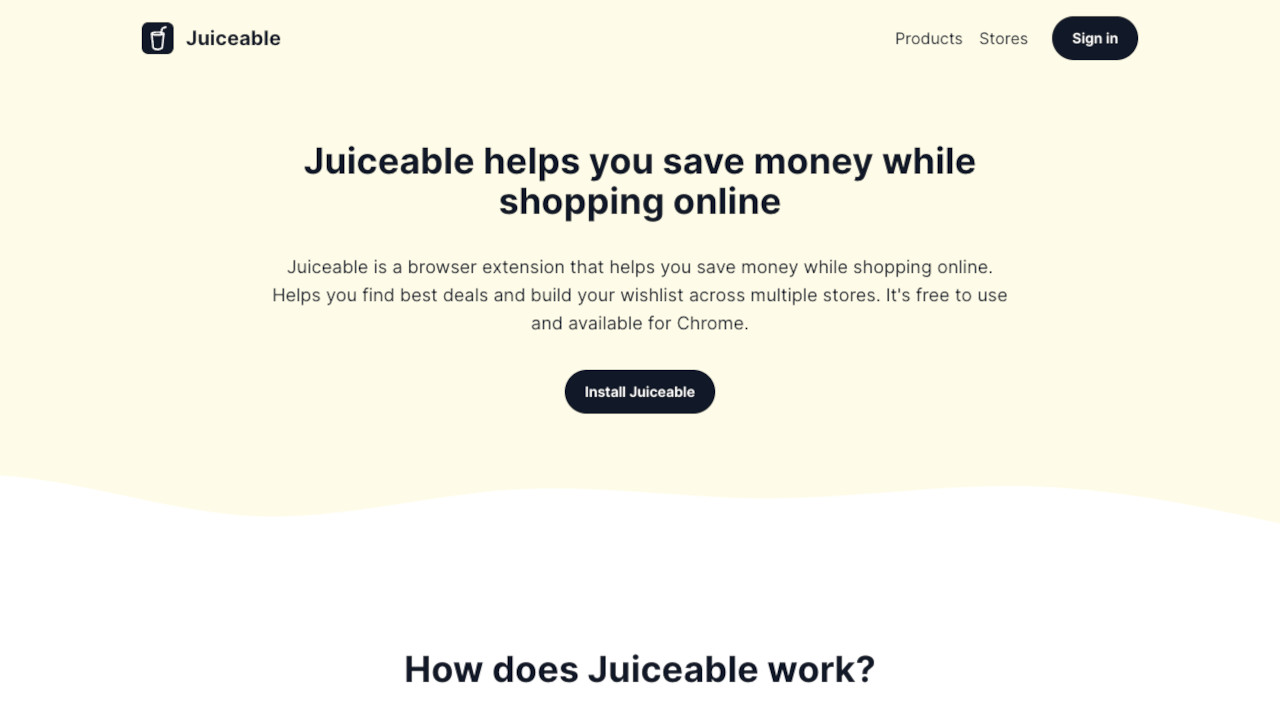 Juiceable
Products
Stores
Sign in
Juiceable helps you save money while
shopping online
Juiceable is a browser extension that helps you save money while shopping online.
Helps you find best deals and build your wishlist across multiple stores. It's free to use
and available for Chrome.
Install Juiceable
How does Juiceable work?